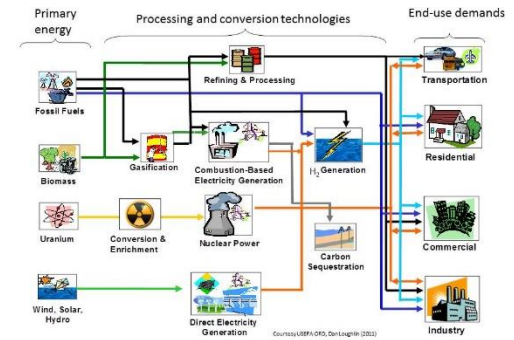 Primary
energy
Processing and conversion technologies
End-use demands
Fossil Fuels
Refining & Processing
Transportation
Biomass
Gasification
Combustion-Based
Electricity Generation
H2 Generation
Residential
Uranium
Conversion &
Enrichment
Nuclear Power
Carbon
Sequestration
Commercial
Wind, Solar,
Hydro
Direct Electricity
Generation
Industry
Courtesy USEPA ORD, Dan Loughlin (2011)